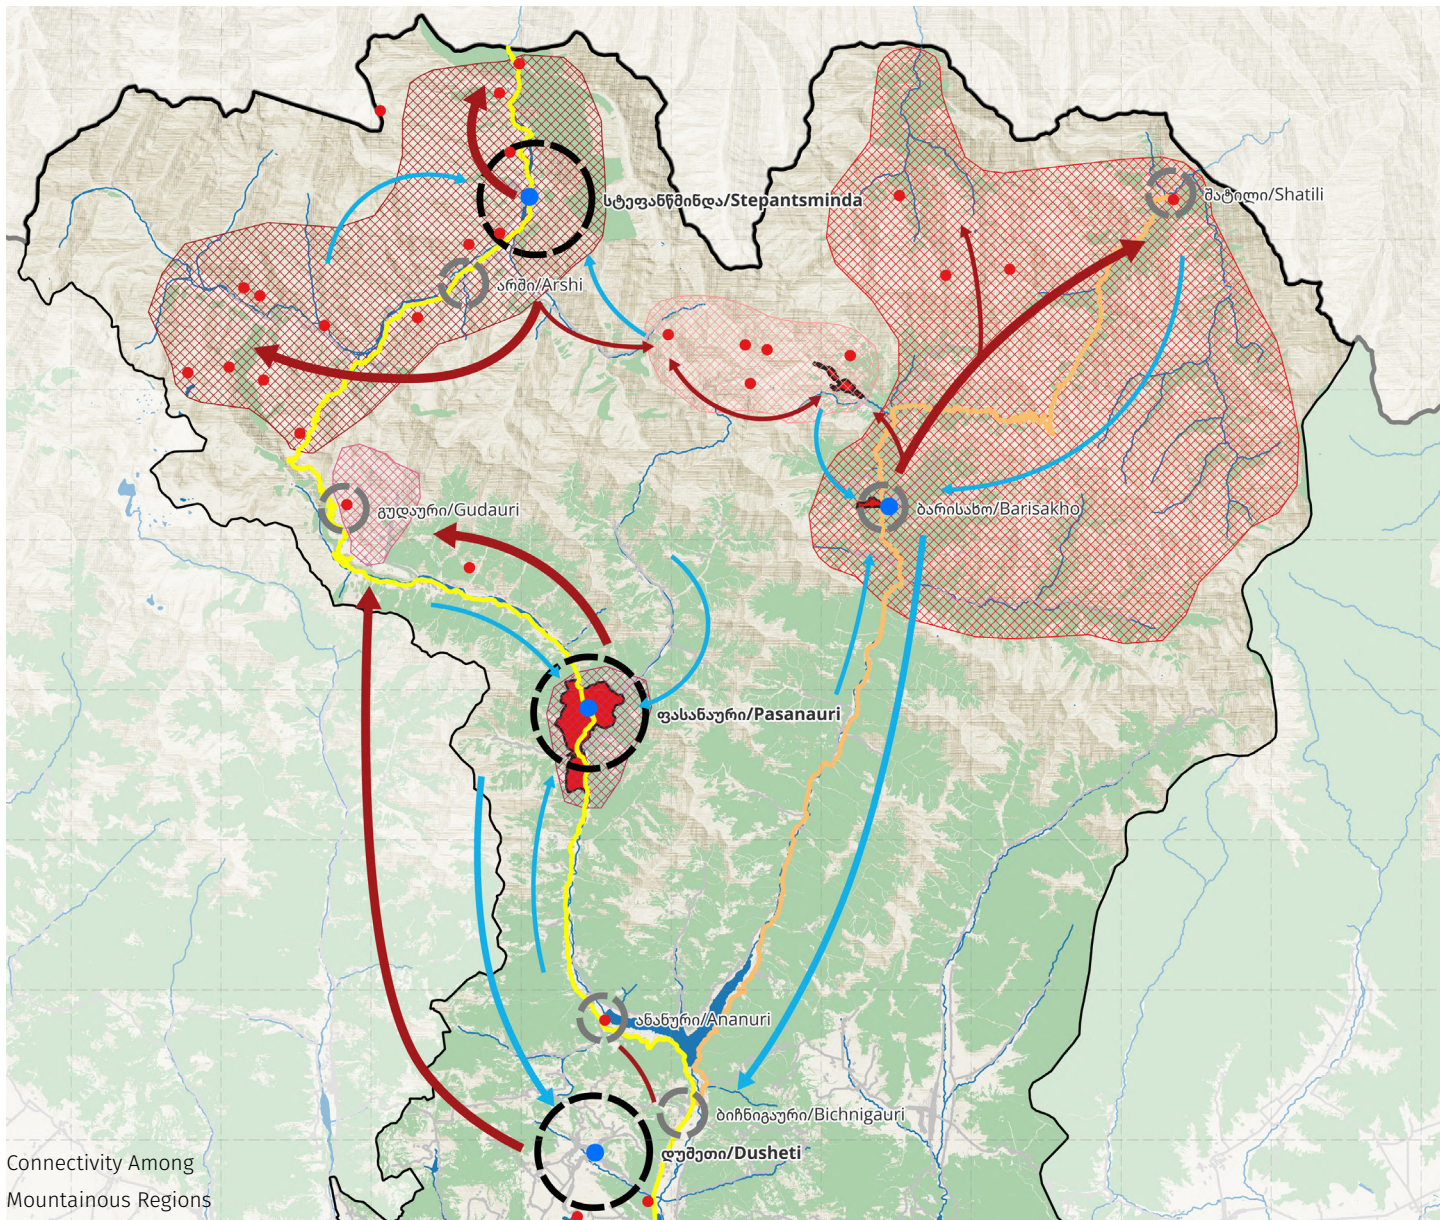 შატილი/Shatili
სტეფანწმინდა/Stepantsminda
არში/Arshi
გუდაური/Gudauri
ბარისახო/Barisakho
ფასანაური/Pasanauri
ანანური/Ananuri
ბიჩნიგაური/Bichnigauri
დუშეთი/Dusheti
Connectivity Among
Mountainous Regions